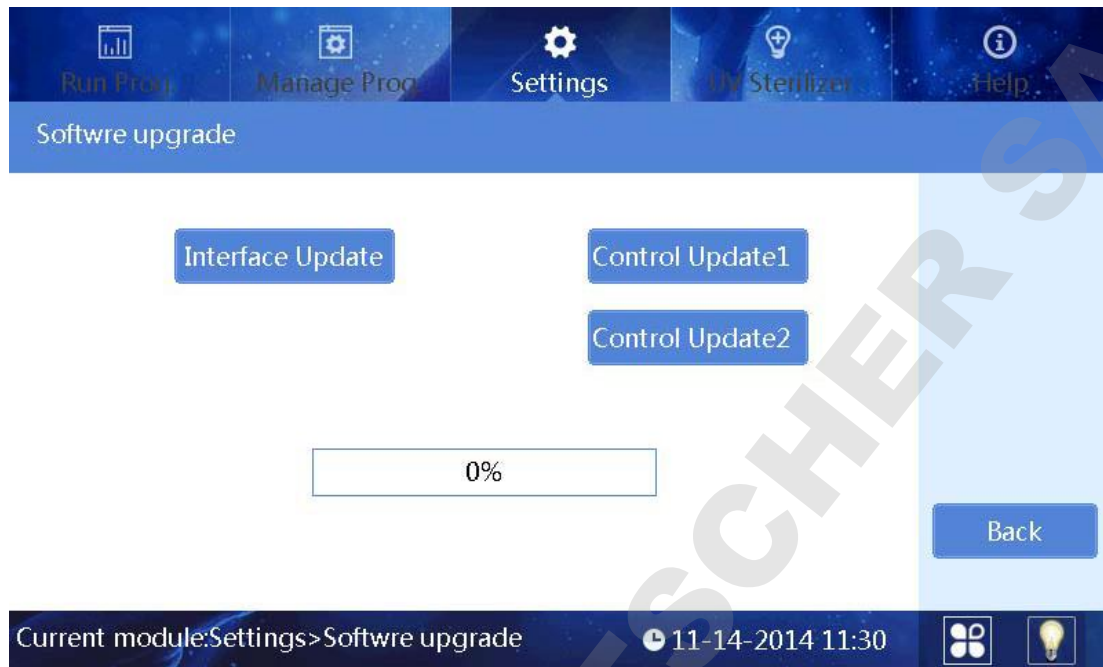 Run Prog.
Manage Prog.
Settings
UV Sterilizer
Help
Softwre upgrade
Interface Update
Control Update1
Control Update2
0%
Back
Current module:Settings>Softwre upgrade
11-14-2014 11:30